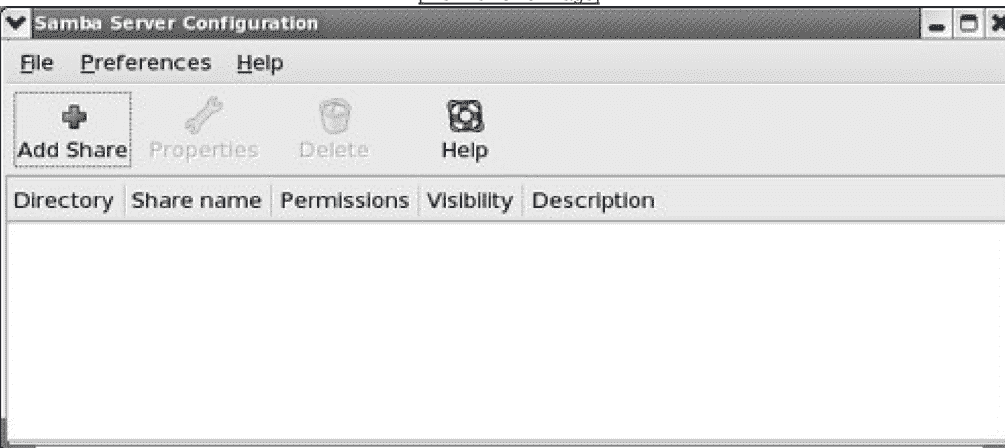 Samba Server Configuration
File Preferences Help
Add Share Properties Delete Help
Directory Share name Permissions Visibility Description